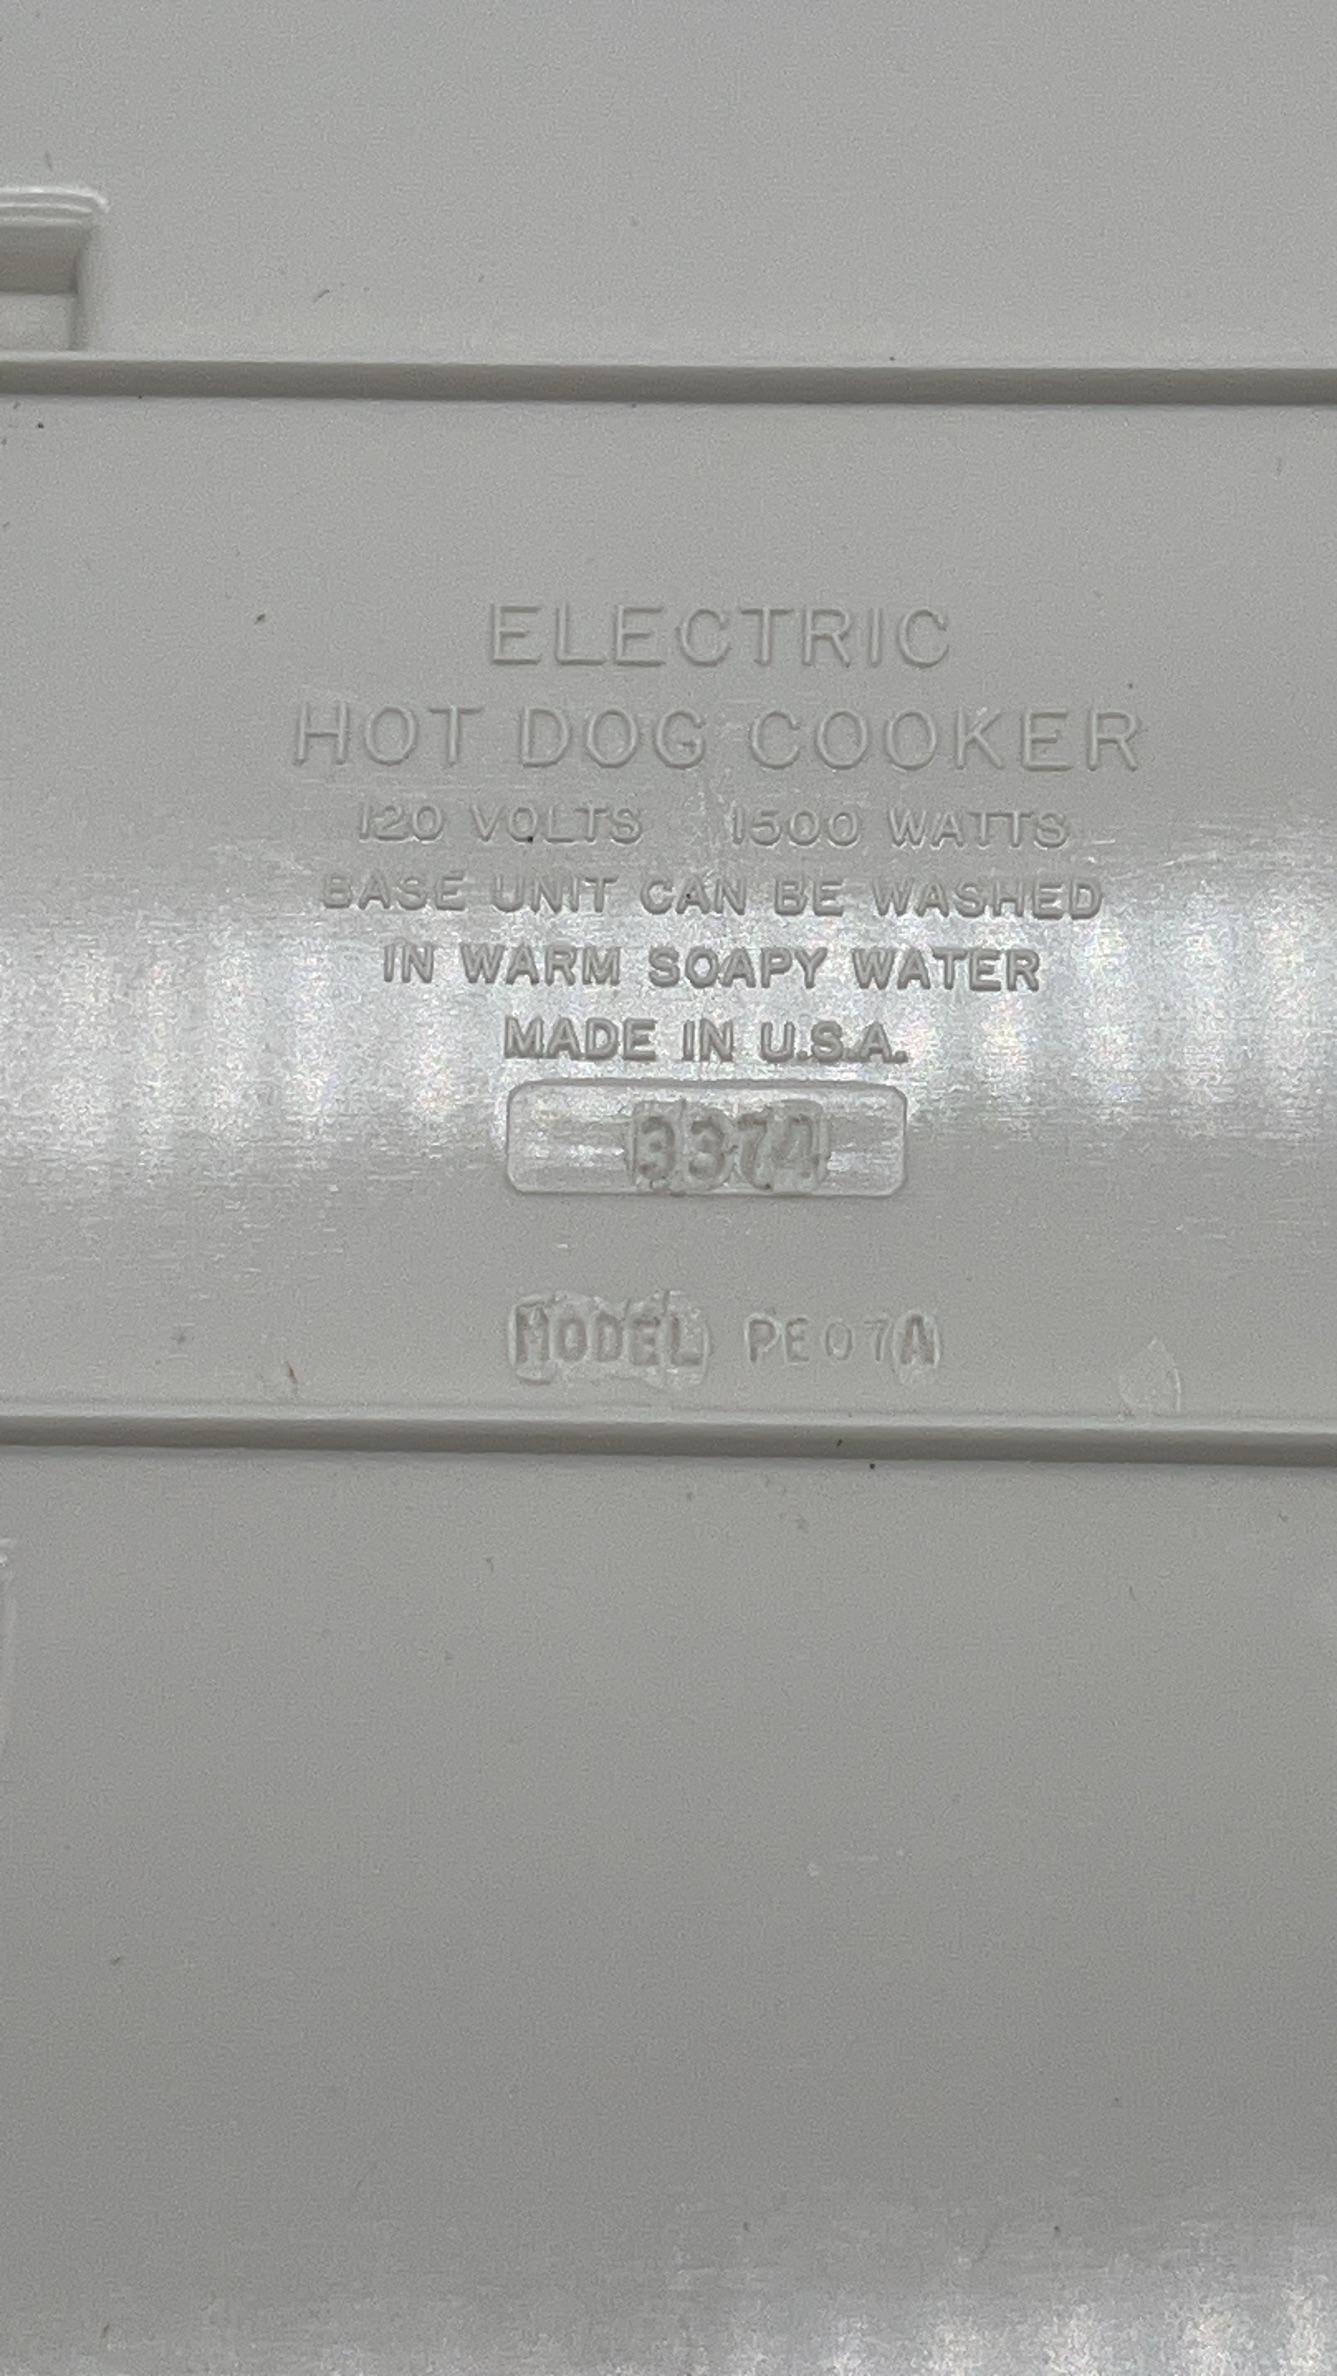 ELECTRIC
HOT DOG COOKER
120 VOLTS 1500 WATTS
BASE UNIT CAN BE WASHED
IN WARM SOAPY WATER
MADE IN U.S.A.
3374
MODEL PE07A